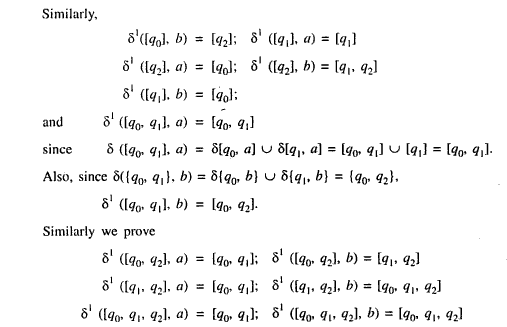 Similarly,
δ¹([q₀], b) = [q₂]; δ¹ ([q₁], a) = [q₁]
δ¹ ([q₂], a) = [q₀]; δ¹ ([q₂], b) = [q₁, q₂]
δ¹ ([q₁], b) = [q₀];
and δ¹ ([q₀, q₁], a) = [q₀, q₁]
since δ ([q₀, q₁], a) = δ[q₀, a] ∪ δ[q₁, a] = [q₀, q₁] ∪ [q₁] = [q₀, q₁].
Also, since δ({q₀, q₁}, b) = δ{q₀, b} ∪ δ{q₁, b} = {q₀, q₂},
δ¹ ([q₀, q₁], b) = [q₀, q₂].
Similarly we prove
δ¹ ([q₀, q₂], a) = [q₀, q₁]; δ¹ ([q₀, q₂], b) = [q₁, q₂]
δ¹ ([q₁, q₂], a) = [q₀, q₁]; δ¹ ([q₁, q₂], b) = [q₀, q₁, q₂]
δ¹ ([q₀, q₁, q₂], a) = [q₀, q₁]; δ¹ ([q₀, q₁, q₂], b) = [q₀, q₁, q₂]